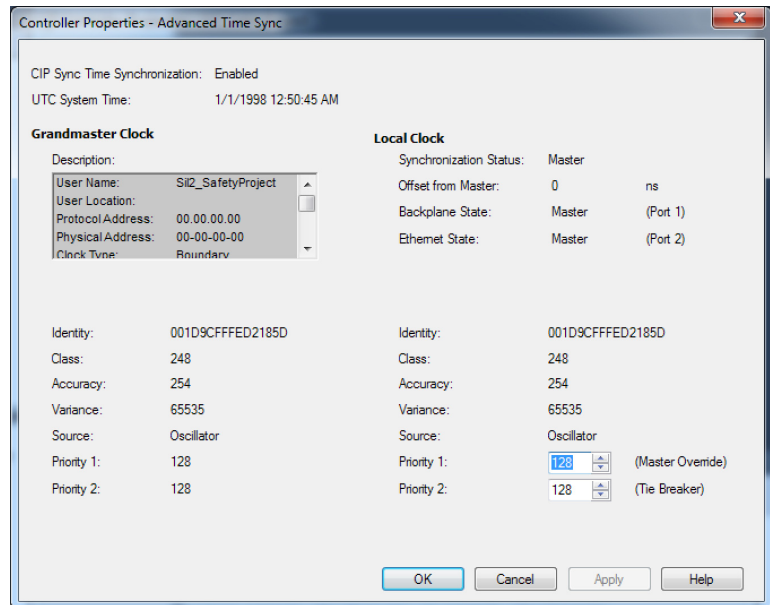 Controller Properties - Advanced Time Sync
X
CIP Sync Time Synchronization: Enabled
UTC System Time: 1/1/1998 12:50:45 AM
Grandmaster Clock
Description:
User Name: Sil2_SafetyProject
User Location:
Protocol Address: 00.00.00.00
Physical Address: 00-00-00-00
Clock Type: Boundary
Local Clock
Synchronization Status: Master
Offset from Master: 0 ns
Backplane State: Master (Port 1)
Ethernet State: Master (Port 2)
Identity: 001D9CFFFED2185D
Class: 248
Accuracy: 254
Variance: 65535
Source: Oscillator
Priority 1: 128
Priority 2: 128
Identity: 001D9CFFFED2185D
Class: 248
Accuracy: 254
Variance: 65535
Source: Oscillator
Priority 1: 128 (Master Override)
Priority 2: 128 (Tie Breaker)
OK Cancel Apply Help